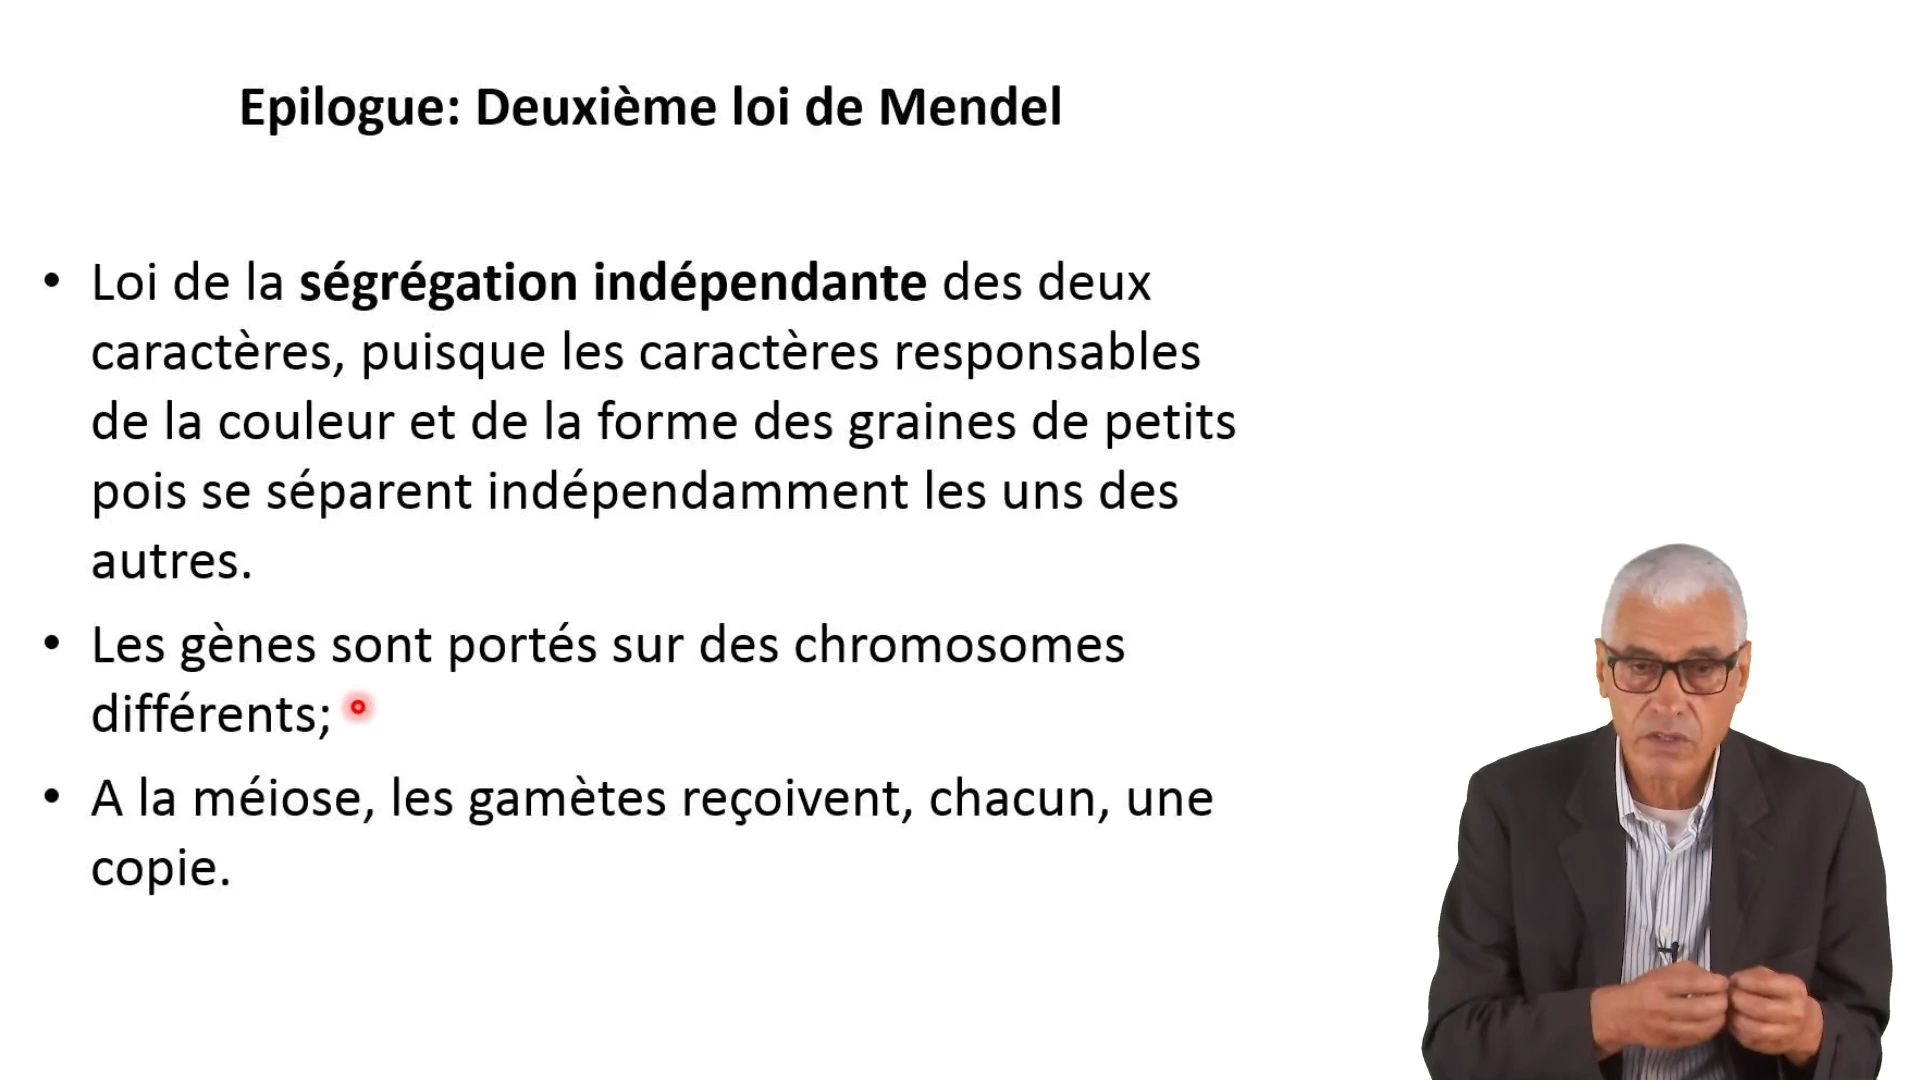 Epilogue: Deuxième loi de Mendel
• Loi de la ségrégation indépendante des deux
caractères, puisque les caractères responsables
de la couleur et de la forme des graines de petits
pois se séparent indépendamment les uns des
autres.
• Les gènes sont portés sur des chromosomes
différents;
• A la méiose, les gamètes reçoivent, chacun, une
copie.